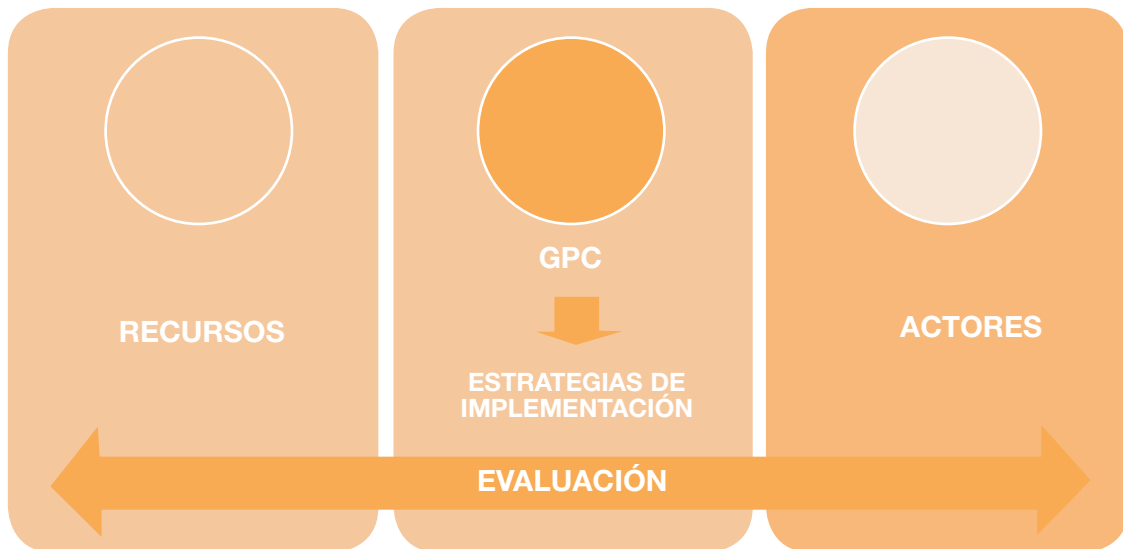 RECURSOS
GPC
ESTRATEGIAS DE
IMPLEMENTACIÓN
ACTORES
EVALUACIÓN